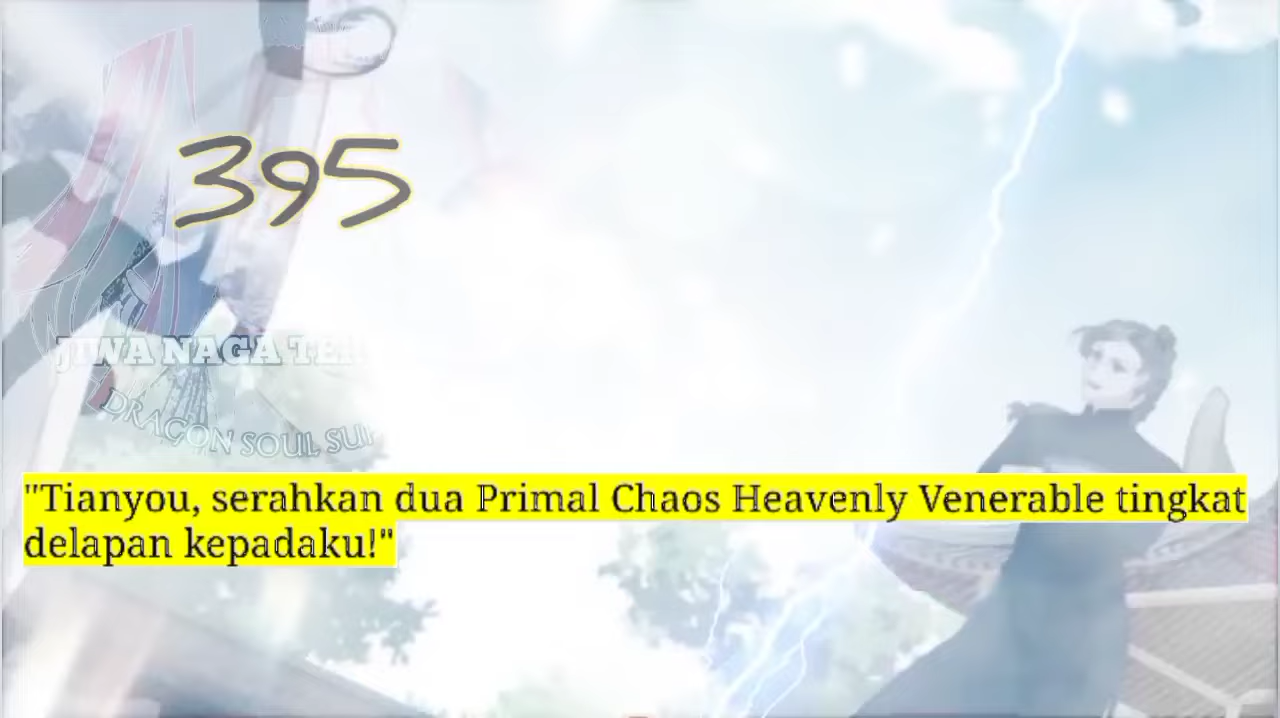 395
JIWA NAGA
DRAGON SOUL
"Tianyou, serahkan dua Primal Chaos Heavenly Venerable tingkat
delapan kepadaku!"